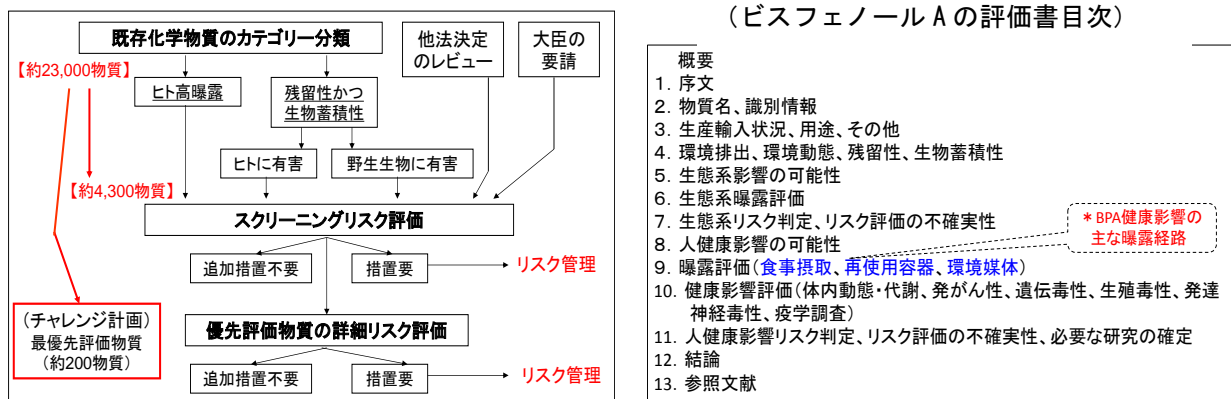 既存化学物質のカテゴリー分類
他法決定
のレビュー
大臣の
要請
【約23,000物質】
ヒト高曝露
残留性かつ
生物蓄積性
ヒトに有害
野生生物に有害
【約4,300物質】
スクリーニングリスク評価
追加措置不要
措置要
リスク管理
(チャレンジ計画)
最優先評価物質
(約200物質)
優先評価物質の詳細リスク評価
追加措置不要
措置要
リスク管理
(ビスフェノールAの評価書目次)
概要
1. 序文
2. 物質名、識別情報
3. 生産輸入状況、用途、その他
4. 環境排出、環境動態、残留性、生物蓄積性
5. 生態系影響の可能性
6. 生態系曝露評価
7. 生態系リスク判定、リスク評価の不確実性
8. 人健康影響の可能性
9. 曝露評価(食事摂取、再使用容器、環境媒体)
10. 健康影響評価(体内動態・代謝、発がん性、遺伝毒性、生殖毒性、発達
神経毒性、疫学調査)
11. 人健康影響リスク判定、リスク評価の不確実性、必要な研究の確定
12. 結論
13. 参照文献
*BPA健康影響の
主な曝露経路